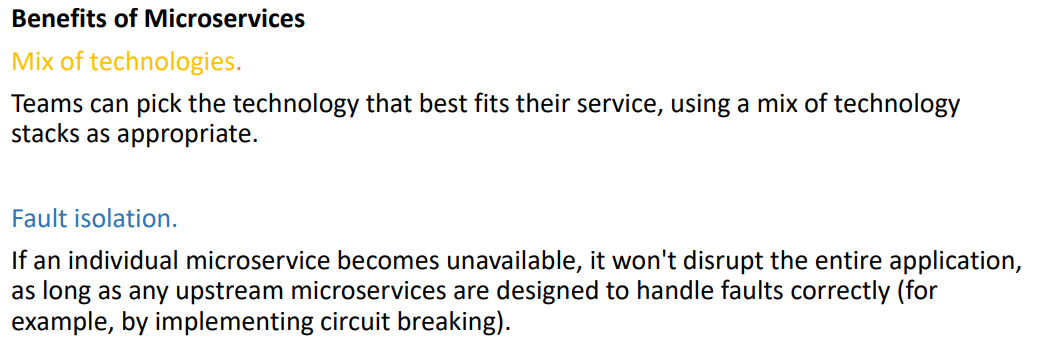 Benefits of Microservices
Mix of technologies.
Teams can pick the technology that best fits their service, using a mix of technology
stacks as appropriate.
Fault isolation.
If an individual microservice becomes unavailable, it won't disrupt the entire application,
as long as any upstream microservices are designed to handle faults correctly (for
example, by implementing circuit breaking).